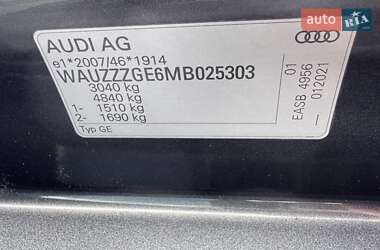 AUTO.RIA
AUDI AG
e1*2007/46*1914
WAUZZZGE6MB025303
3040 kg
4840 kg
1- 1510 kg
2- 1690 kg
Typ GE
01
EASB 4956
012021